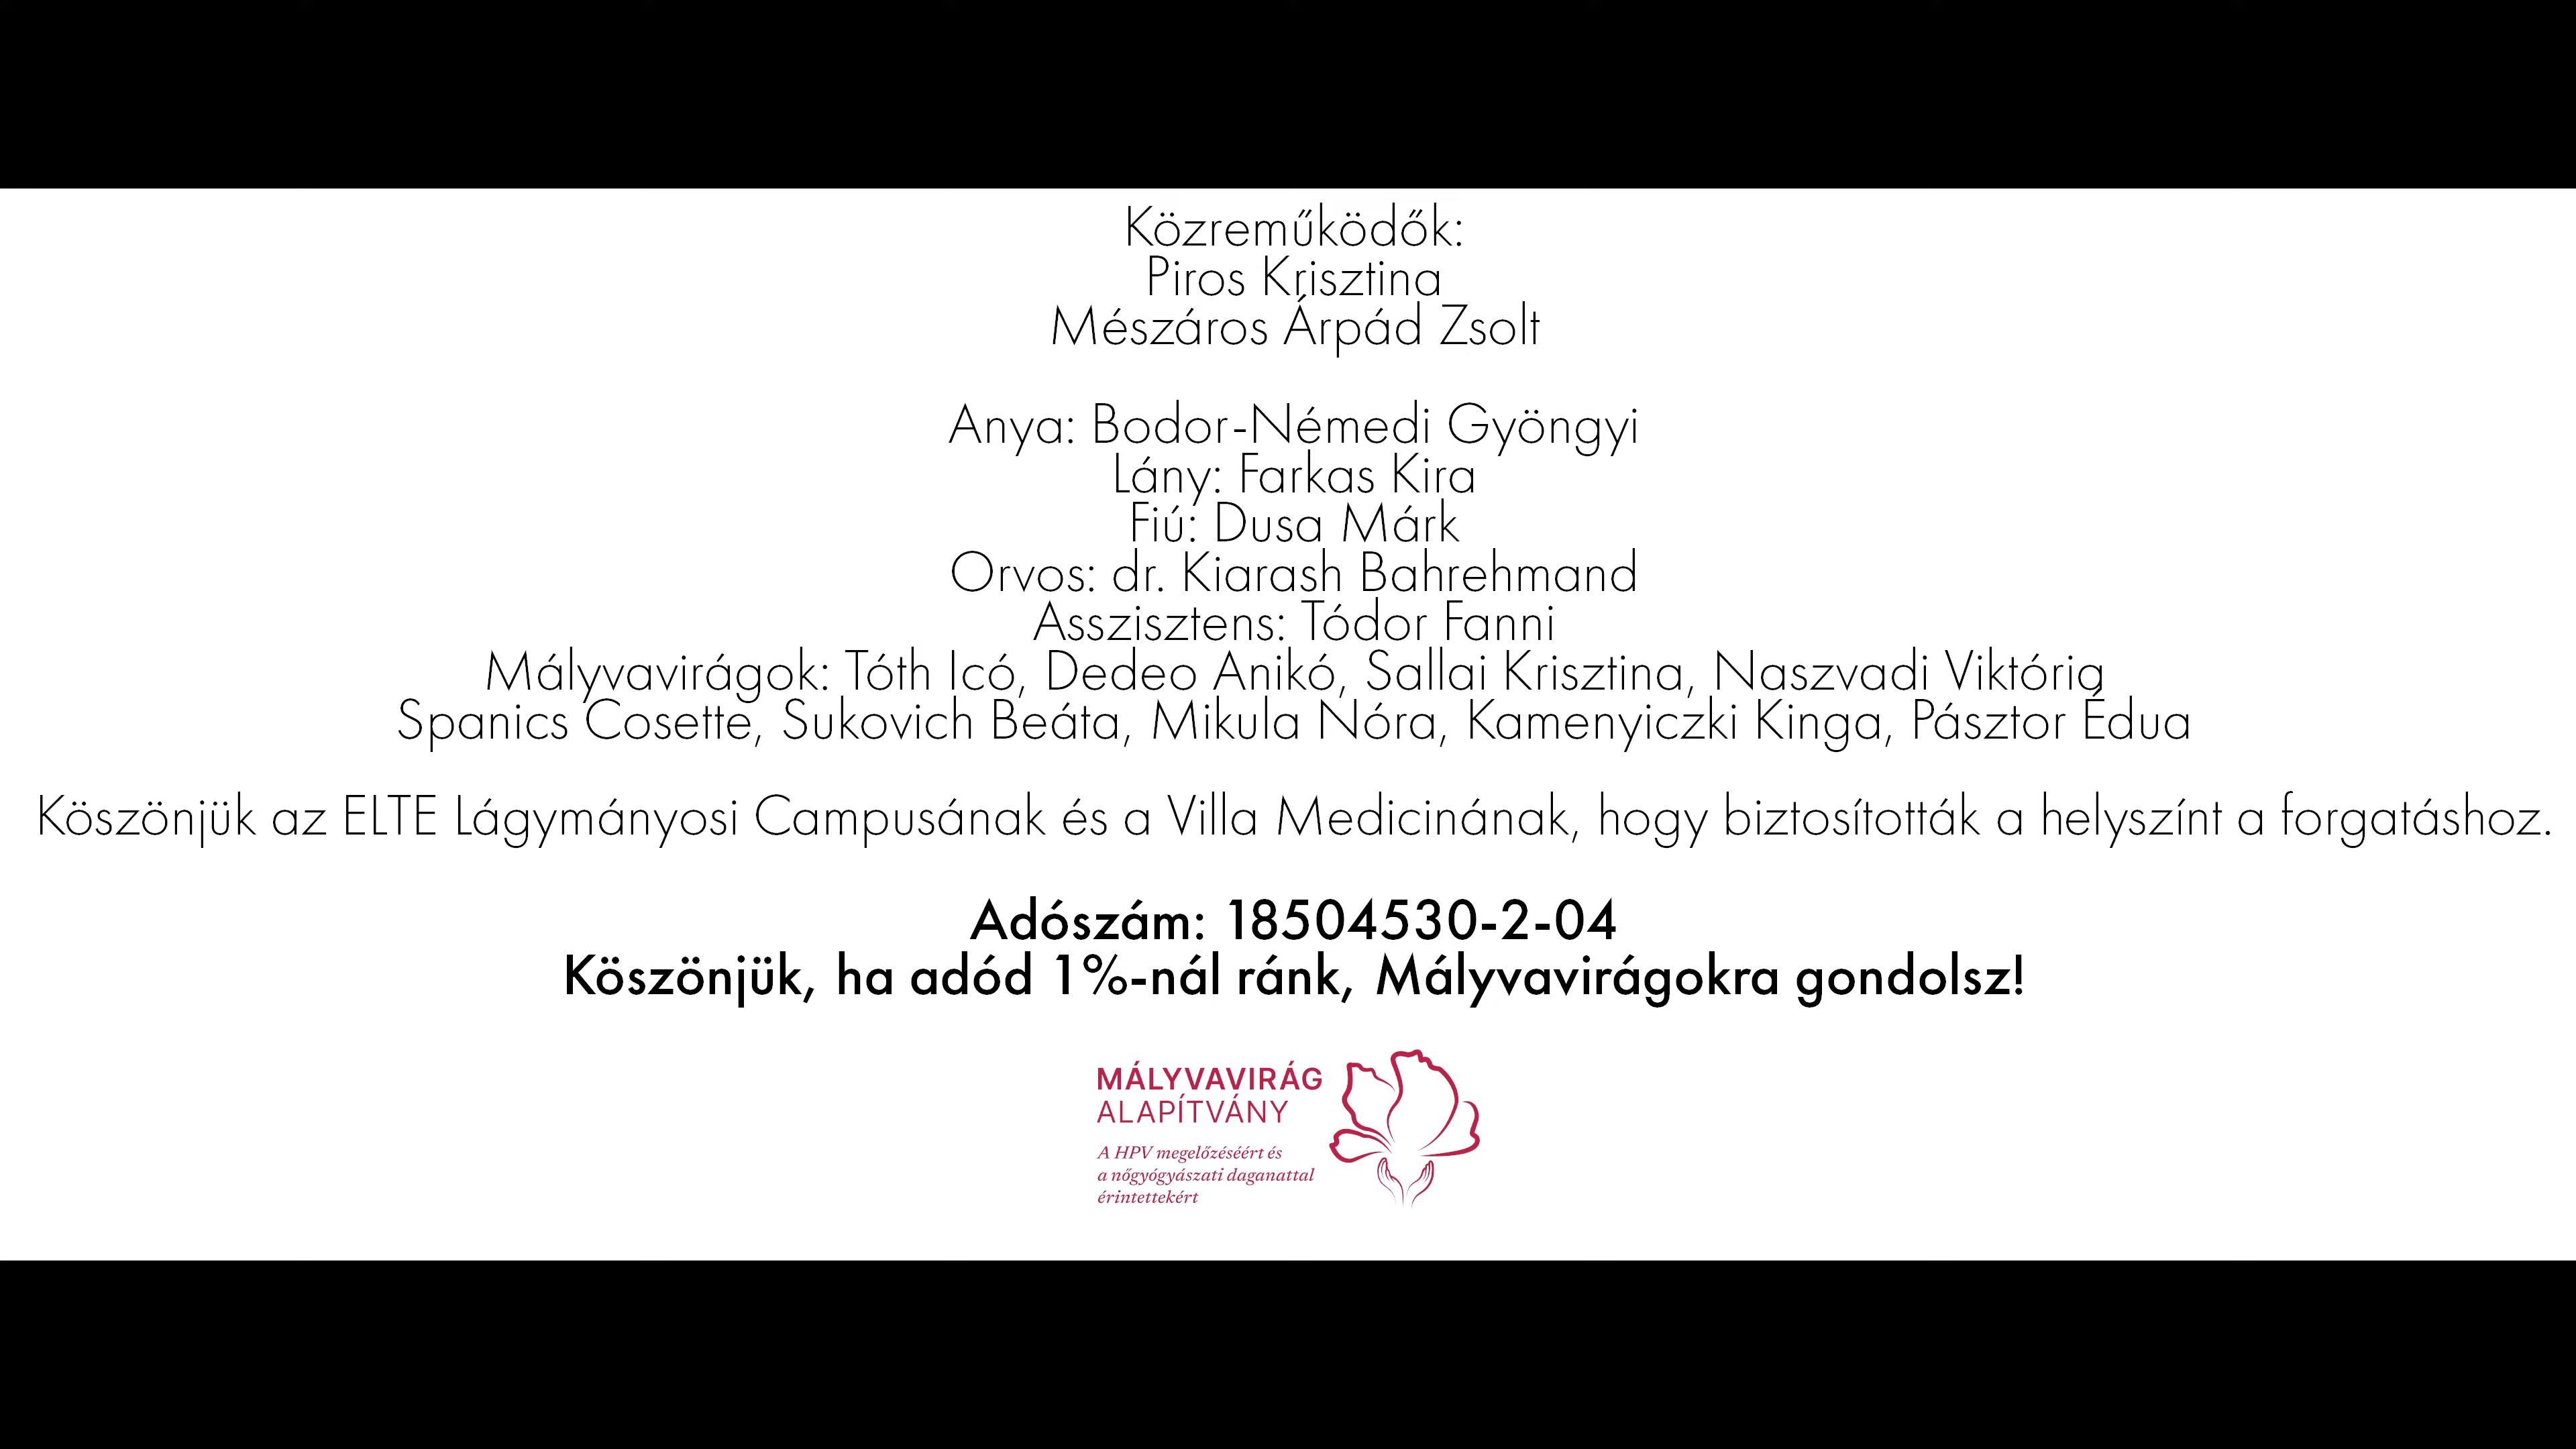 Közreműködők:
Piros Krisztina
Mészáros Árpád Zsolt
Anya: Bodor-Némedi Gyöngyi
Lány: Farkas Kira
Fiú: Dusa Márk
Orvos: dr. Kiarash Bahrehmand
Asszisztens: Tódor Fanni
Mályvavirágok: Tóth Icó, Dedeo Anikó, Sallai Krisztina, Naszvadi Viktória
Spanics Cosette, Sukovich Beáta, Mikula Nóra, Kamenyiczki Kinga, Pásztor Édua
Köszönjük az ELTE Lágymányosi Campusának és a Villa Medicinának, hogy biztosították a helyszínt a forgatáshoz.
Adószám: 18504530-2-04
Köszönjük, ha adód 1%-nál ránk, Mályvavirágokra gondolsz!
MÁLYVAVIRÁG
ALAPÍTVÁNY
A HPV megelőzéséért és
a nőgyógyászati daganattal
érintettekért